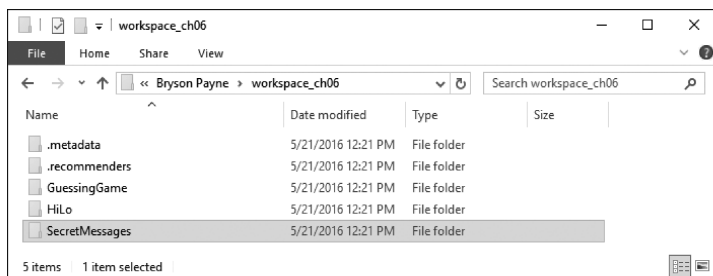 workspace_ch06
File Home Share View
« Bryson Payne > workspace_ch06 Search workspace_ch06
Name Date modified Type Size
.metadata 5/21/2016 12:21 PM File folder
.recommenders 5/21/2016 12:21 PM File folder
GuessingGame 5/21/2016 12:21 PM File folder
HiLo 5/21/2016 12:21 PM File folder
SecretMessages 5/21/2016 12:21 PM File folder
5 items 1 item selected